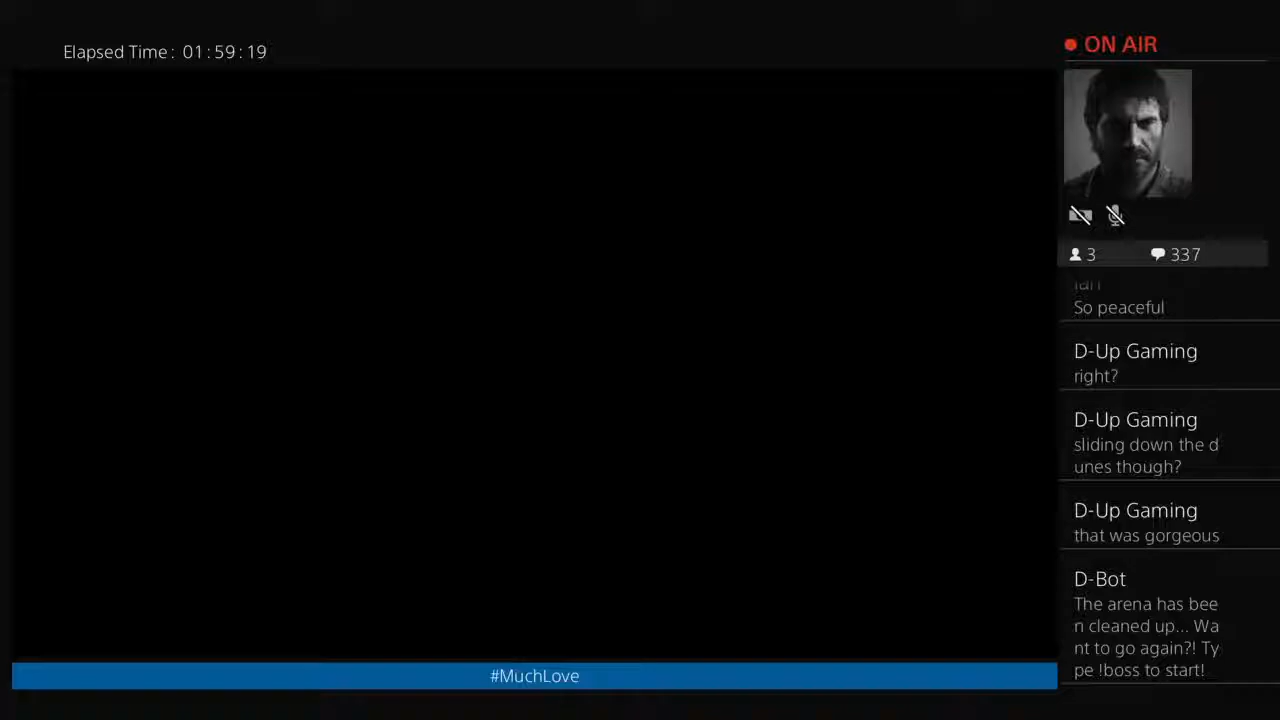 Elapsed Time: 01:59:19
ON AIR
3 337
So peaceful
D-Up Gaming
right?
D-Up Gaming
sliding down the d
unes though?
D-Up Gaming
that was gorgeous
D-Bot
The arena has bee
n cleaned up... Wa
nt to go again?! Ty
pe !boss to start!
#MuchLove